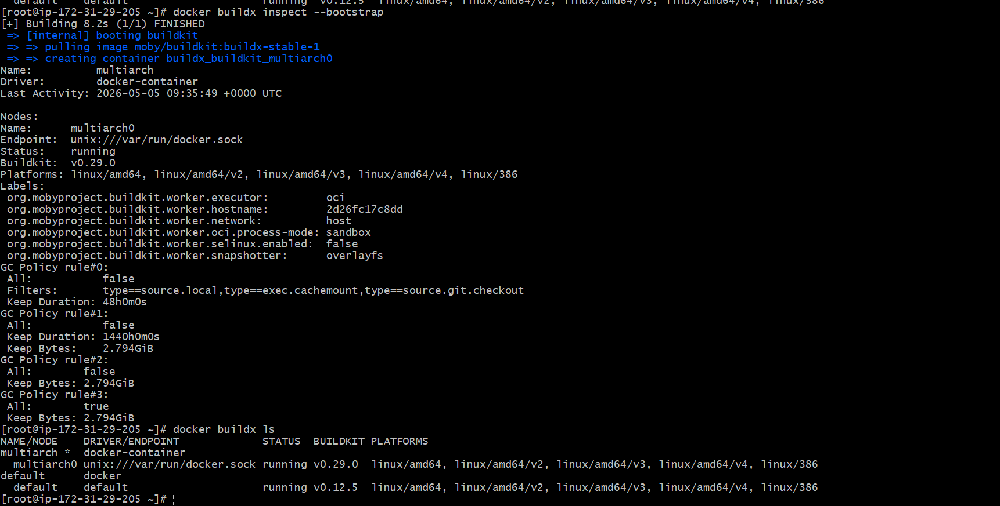 default    default                     running  v0.12.5  linux/amd64, linux/amd64/v2, linux/amd64/v3, linux/amd64/v4, linux/386
[root@ip-172-31-29-205 ~]# docker buildx inspect --bootstrap
[+] Building 8.2s (1/1) FINISHED
=> [internal] booting buildkit
=> => pulling image moby/buildkit:buildx-stable-1
=> => creating container buildx_buildkit_multiarch0
Name:          multiarch
Driver:        docker-container
Last Activity: 2026-05-05 09:35:49 +0000 UTC
Nodes:
Name:      multiarch0
Endpoint:  unix:///var/run/docker.sock
Status:    running
Buildkit:  v0.29.0
Platforms: linux/amd64, linux/amd64/v2, linux/amd64/v3, linux/amd64/v4, linux/386
Labels:
org.mobyproject.buildkit.worker.executor:         oci
org.mobyproject.buildkit.worker.hostname:         2d26fc17c8dd
org.mobyproject.buildkit.worker.network:          host
org.mobyproject.buildkit.worker.oci.process-mode: sandbox
org.mobyproject.buildkit.worker.selinux.enabled:  false
org.mobyproject.buildkit.worker.snapshotter:      overlayfs
GC Policy rule#0:
All:           false
Filters:       type==source.local,type==exec.cachemount,type==source.git.checkout
Keep Duration: 48h0m0s
GC Policy rule#1:
All:           false
Keep Duration: 1440h0m0s
Keep Bytes:    2.794GiB
GC Policy rule#2:
All:        false
Keep Bytes: 2.794GiB
GC Policy rule#3:
All:        true
Keep Bytes: 2.794GiB
[root@ip-172-31-29-205 ~]# docker buildx ls
NAME/NODE    DRIVER/ENDPOINT             STATUS  BUILDKIT PLATFORMS
multiarch *  docker-container
multiarch0 unix:///var/run/docker.sock running v0.29.0  linux/amd64, linux/amd64/v2, linux/amd64/v3, linux/amd64/v4, linux/386
default      docker
default    default                     running v0.12.5  linux/amd64, linux/amd64/v2, linux/amd64/v3, linux/amd64/v4, linux/386
[root@ip-172-31-29-205 ~]#